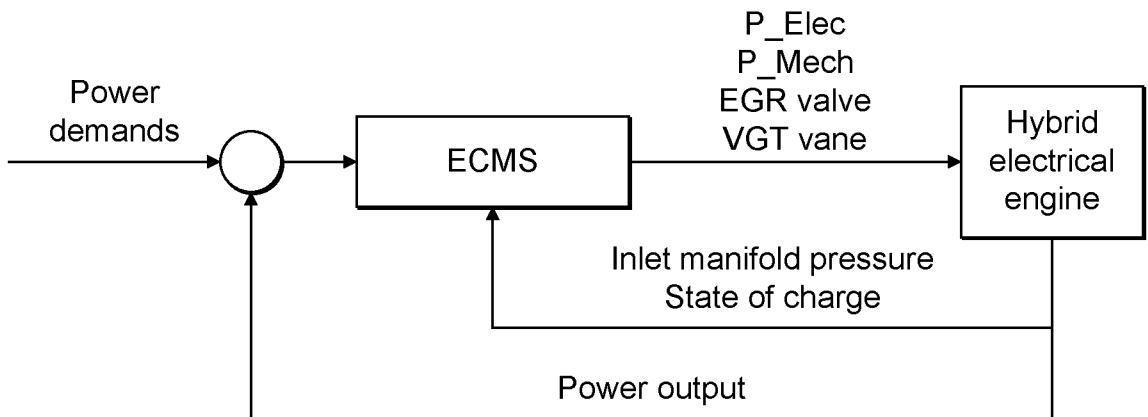 Power
demands
ECMS
P_Elec
P_Mech
EGR valve
VGT vane
Hybrid
electrical
engine
Inlet manifold pressure
State of charge
Power output